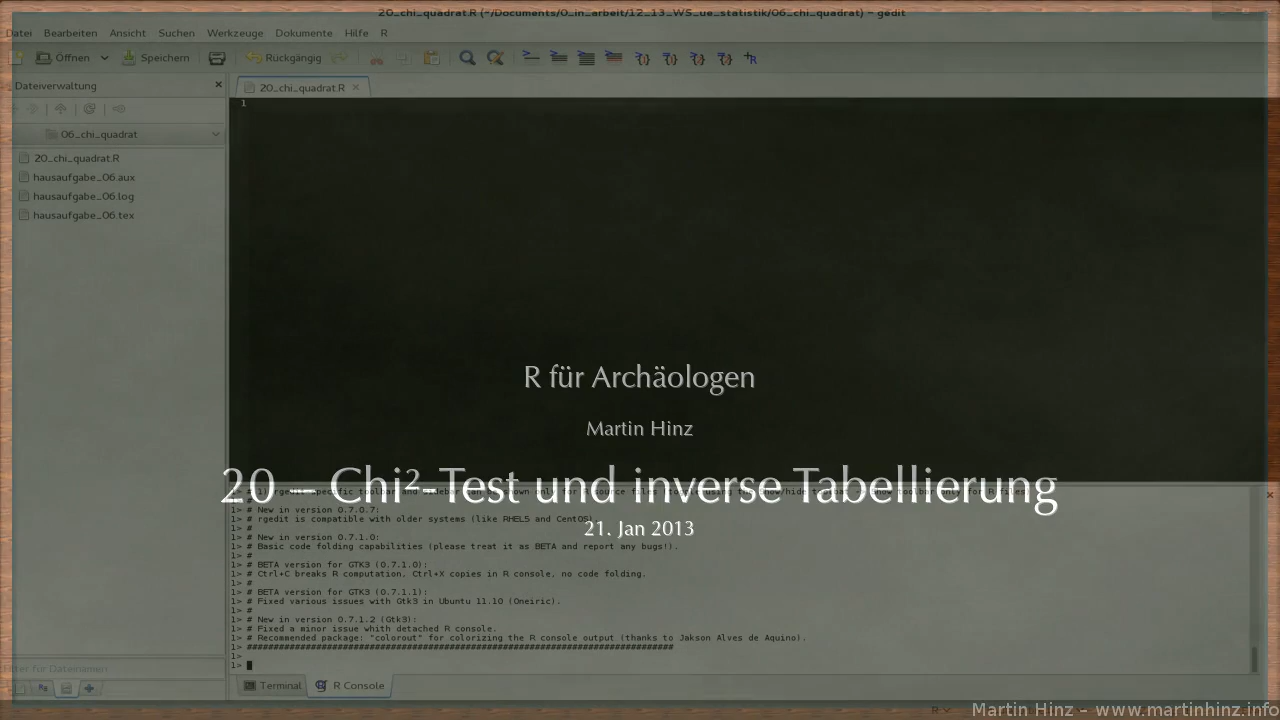 20_chi_quadrat.R (~/Documents/0_in_arbeit/12_13_WS_ue_statistik/06_chi_quadrat) - gedit
Datei Bearbeiten Ansicht Suchen Werkzeuge Dokumente Hilfe R
Öffnen Speichern Rückgängig
Dateiverwaltung
20_chi_quadrat.R
1
06_chi_quadrat
20_chi_quadrat.R
hausaufgabe_06.aux
hausaufgabe_06.log
hausaufgabe_06.tex
R für Archäologen
Martin Hinz
20 – Chi²-Test und inverse Tabellierung
21. Jan 2013
1> #
1> # New in version 0.7.0.7:
1> # rgedit is compatible with older systems (like RHEL5 and CentOS)
1> #
1> # New in version 0.7.1.0:
1> # Basic code folding capabilities (please treat it as BETA and report any bugs!).
1> #
1> # BETA version for GTK3 (0.7.1.0):
1> # Ctrl+C breaks R computation, Ctrl+X copies in R console, no code folding.
1> #
1> # BETA version for GTK3 (0.7.1.1):
1> # Fixed various issues with Gtk3 in Ubuntu 11.10 (Oneiric).
1> #
1> # New in version 0.7.1.2 (Gtk3):
1> # Fixed a minor issue whith detached R console.
1> # Recommended package: "colorout" for colorizing the R console output (thanks to Jakson Alves de Aquino).
1> ################################################################################
1>
1>
Filter für Dateinamen
Terminal R Console
Martin Hinz - www.martinhinz.info